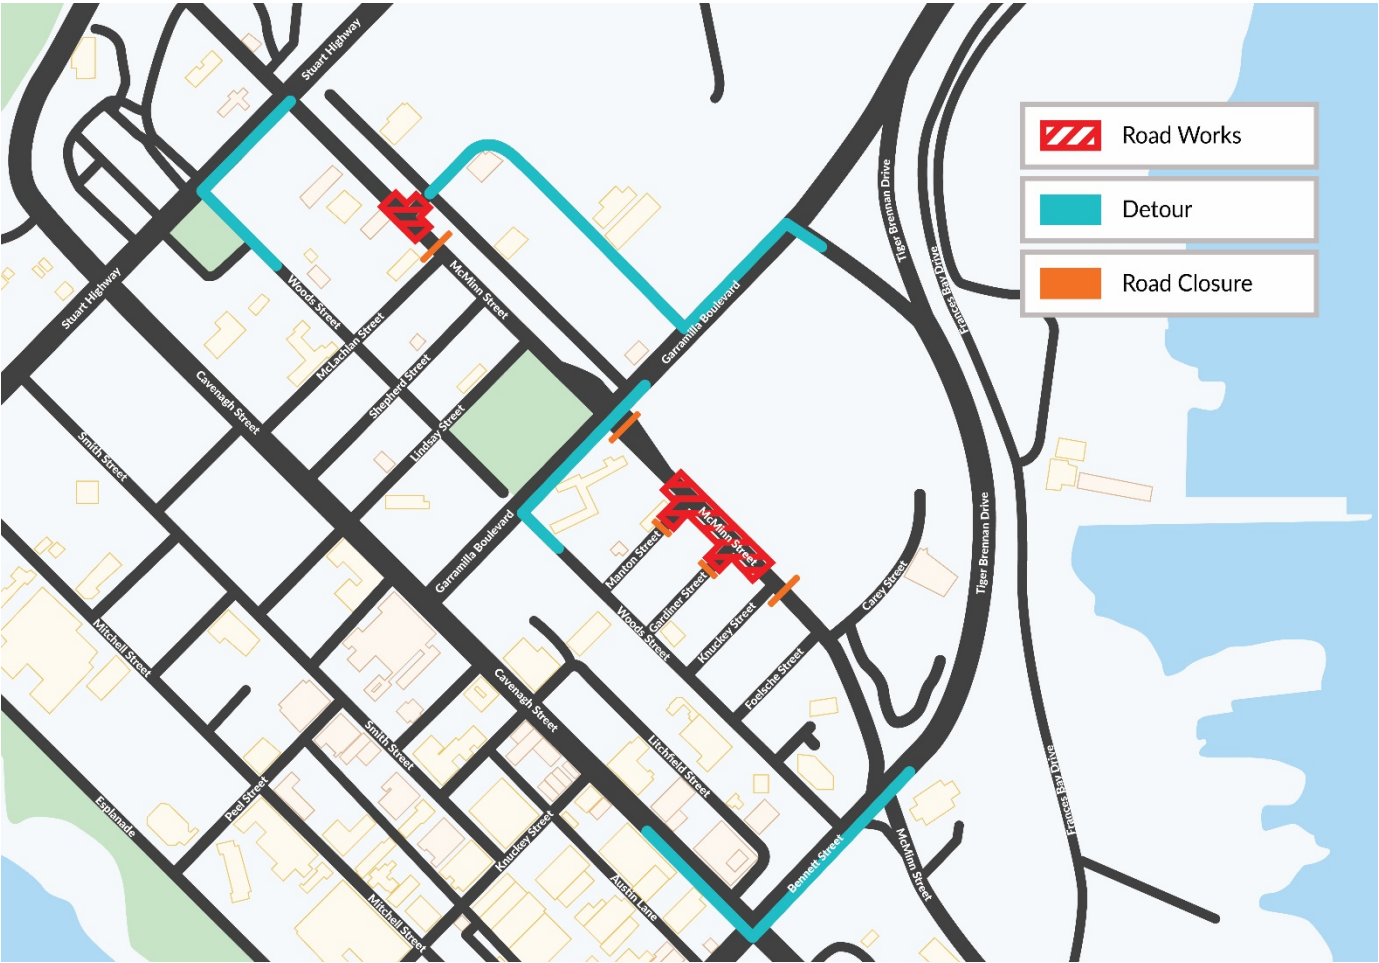 Stuart Highway
Road Works
Detour
Road Closure
Tiger Brennan Drive
Frances Bay Drive
Stuart Highway
Woods Street
McMinn Street
McLachlan Street
Garramilla Boulevard
Shepherd Street
Cavenagh Street
Lindsay Street
Smith Street
Garramilla Boulevard
McMinn Street
Manton Street
Gardiner Street
Tiger Brennan Drive
Carey Street
Woods Street
Knuckey Street
Foelsche Street
Mitchell Street
Cavenagh Street
Smith Street
Litchfield Street
Peel Street
Esplanade
Knuckey Street
Frances Bay Drive
Bennett Street
McMinn Street
Austin Lane
Mitchell Street